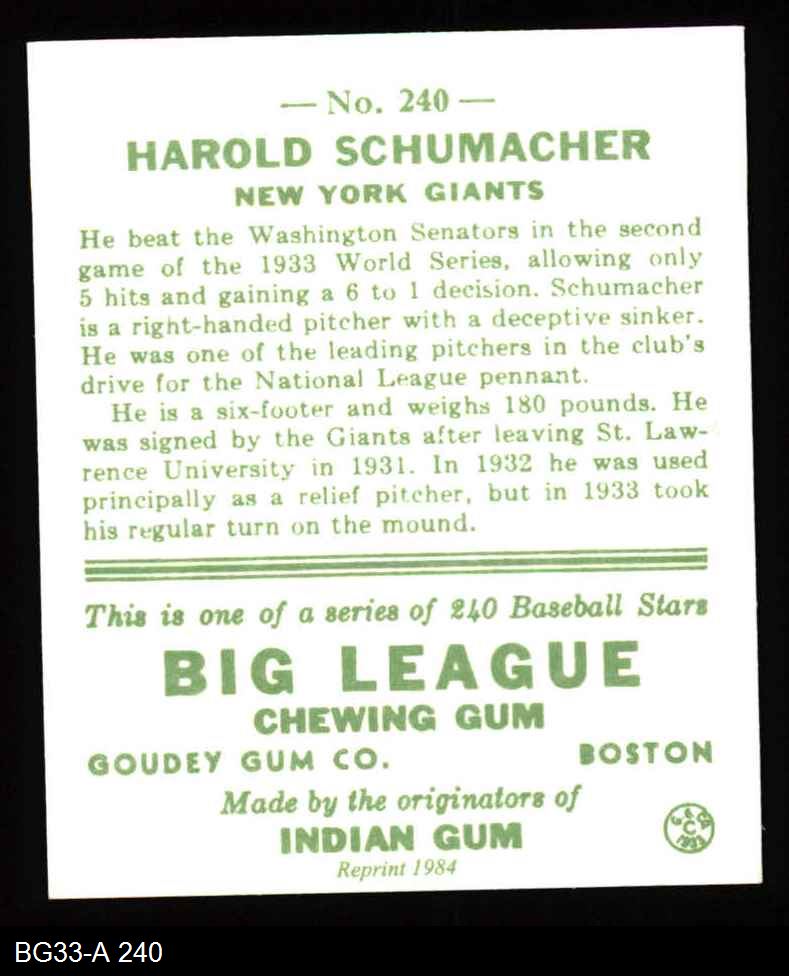 — No. 240 —
HAROLD SCHUMACHER
NEW YORK GIANTS
He beat the Washington Senators in the second
game of the 1933 World Series, allowing only
5 hits and gaining a 6 to 1 decision. Schumacher
is a right-handed pitcher with a deceptive sinker.
He was one of the leading pitchers in the club's
drive for the National League pennant.
He is a six-footer and weighs 180 pounds. He
was signed by the Giants after leaving St. Law-
rence University in 1931. In 1932 he was used
principally as a relief pitcher, but in 1933 took
his regular turn on the mound.
This is one of a series of 240 Baseball Stars
BIG LEAGUE
CHEWING GUM
GOUDEY GUM CO. BOSTON
Made by the originators of
INDIAN GUM
Reprint 1984
C
BG33-A 240